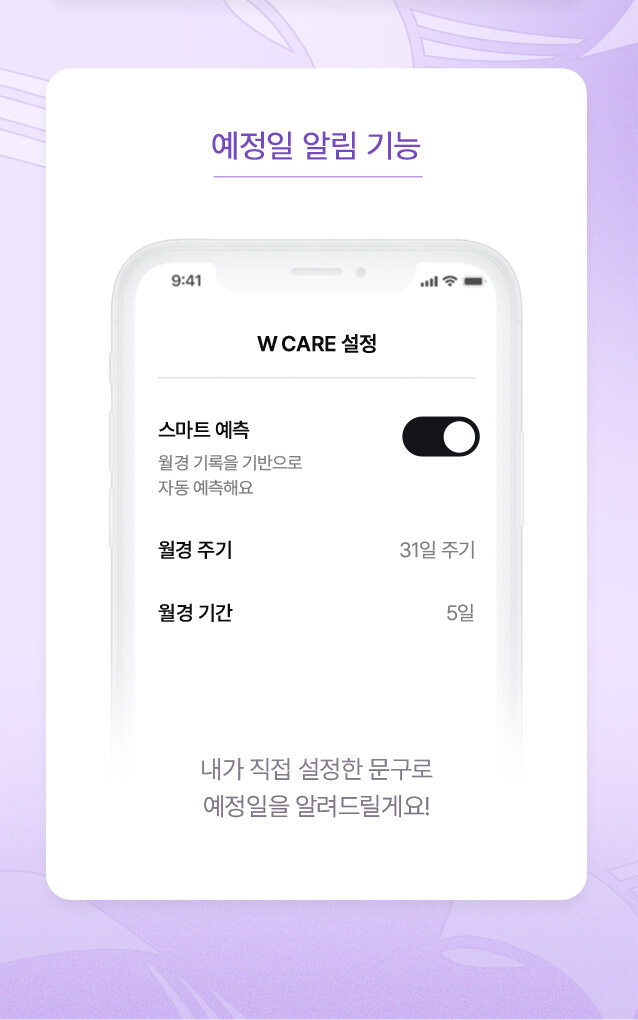 예정일 알림 기능
9:41
W CARE 설정
스마트 예측
월경 기록을 기반으로
자동 예측해요
월경 주기 31일 주기
월경 기간 5일
내가 직접 설정한 문구로
예정일을 알려드릴게요!